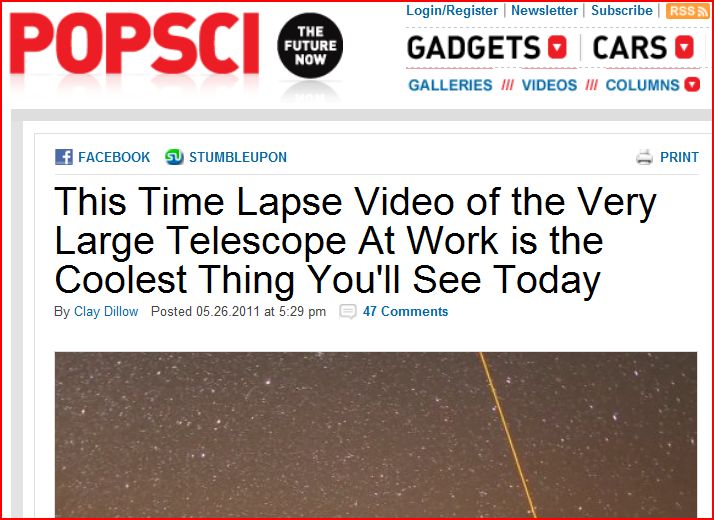 POPSCI
THE
FUTURE
NOW
Login/Register | Newsletter | Subscribe | RSS
GADGETS | CARS
GALLERIES /// VIDEOS /// COLUMNS
FACEBOOK STUMBLEUPON PRINT
This Time Lapse Video of the Very
Large Telescope At Work is the
Coolest Thing You'll See Today
By Clay Dillow Posted 05.26.2011 at 5:29 pm 47 Comments